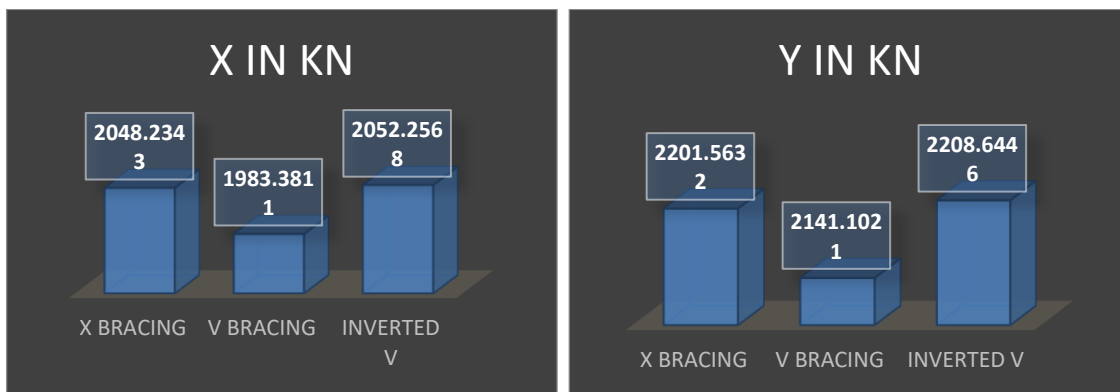 X IN KN
2048.234
3
1983.381
1
2052.256
8
X BRACING
V BRACING
INVERTED
V
Y IN KN
2201.563
2
2141.102
1
2208.644
6
X BRACING
V BRACING
INVERTED V